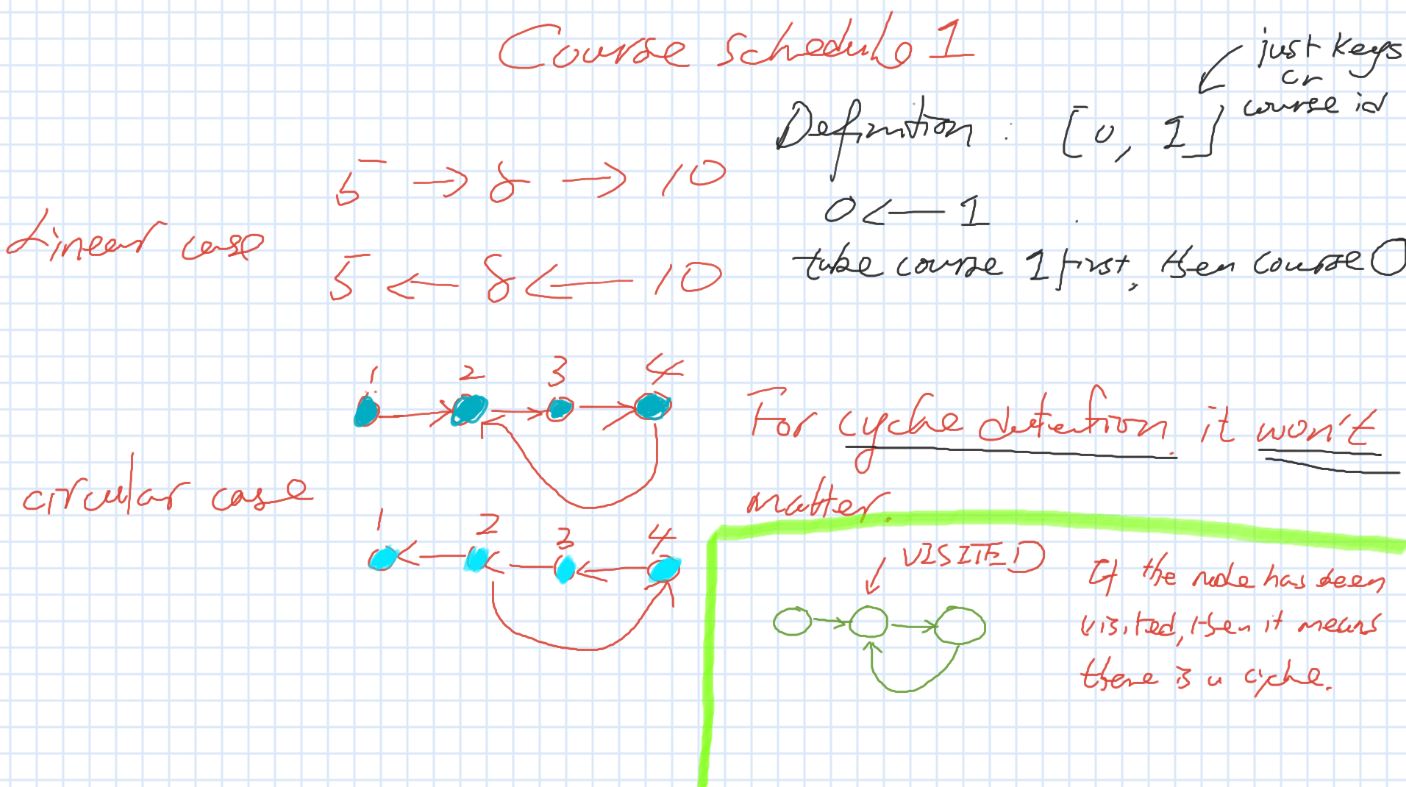 Course schedule 1
just keys
or
course id
Definition : [0, 1]
0 ← 1
take course 1 first, then course 0
Linear case
5 → 8 → 10
5 ← 8 ← 10
1 2 3 4
For cycle detection it won't
matter.
circular case
1 2 3 4
VISITED
If the node has been
visited, then it means
there is a cycle.